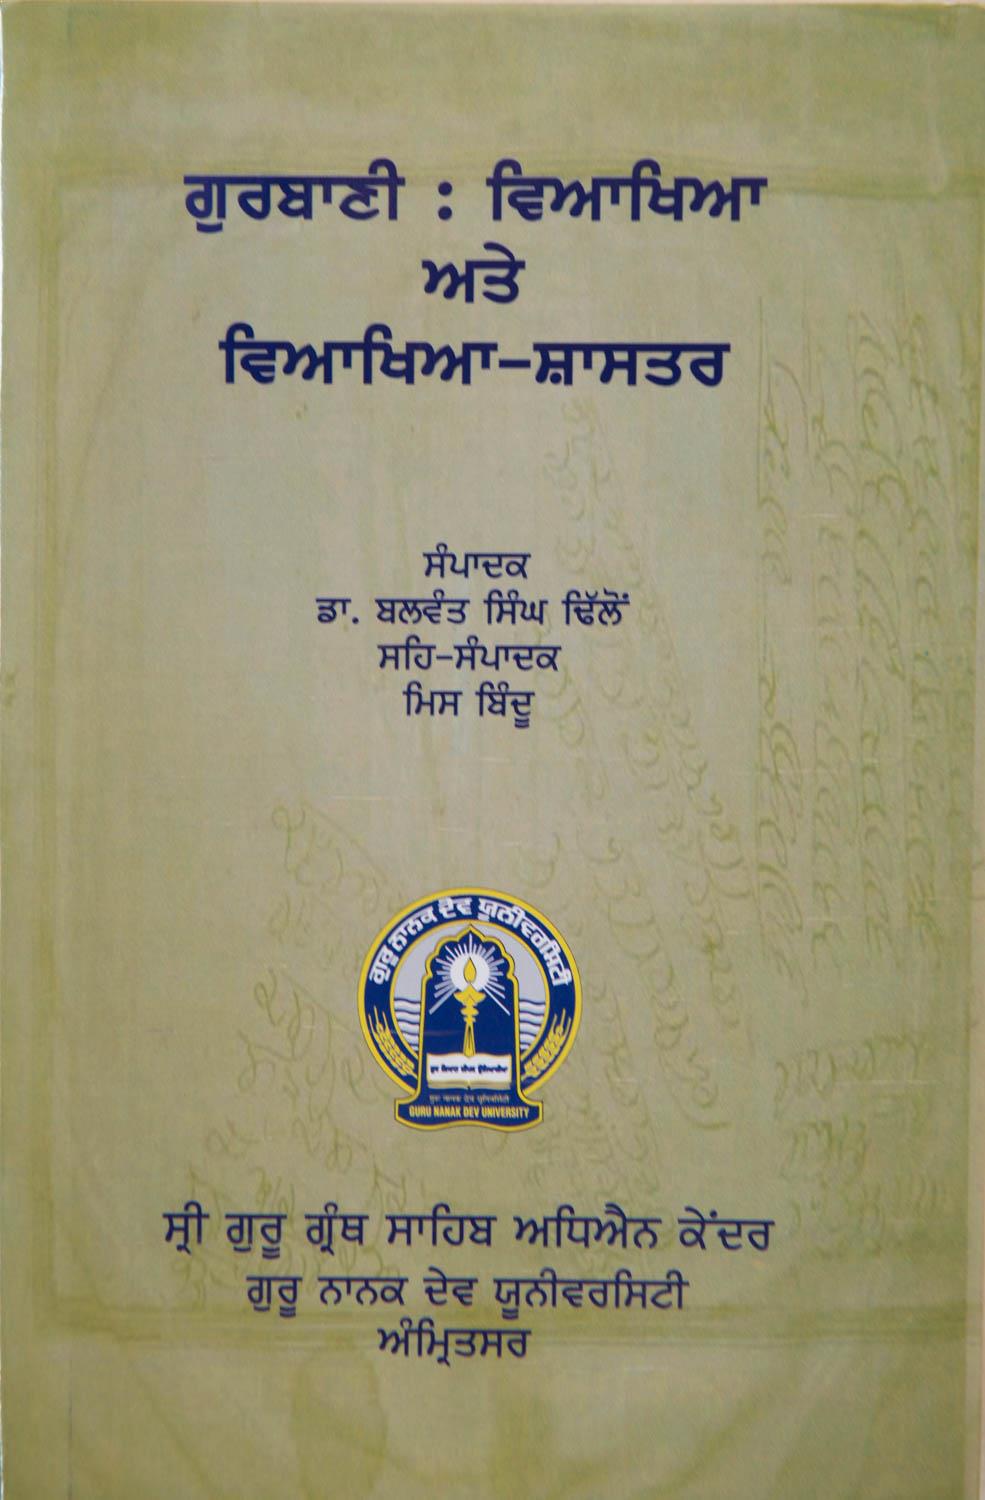 ਗੁਰਬਾਣੀ : ਵਿਆਖਿਆ
ਅਤੇ
ਵਿਆਖਿਆ-ਸ਼ਾਸਤਰ
ਸੰਪਾਦਕ
ਡਾ. ਬਲਵੰਤ ਸਿੰਘ ਢਿੱਲੋਂ
ਸਹਿ-ਸੰਪਾਦਕ
ਮਿਸ ਬਿੰਦੂ
ਗੁਰੂ ਨਾਨਕ ਦੇਵ ਯੂਨੀਵਰਸਿਟੀ
GURU NANAK DEV UNIVERSITY
ਸ੍ਰੀ ਗੁਰੂ ਗ੍ਰੰਥ ਸਾਹਿਬ ਅਧਿਐਨ ਕੇਂਦਰ
ਗੁਰੂ ਨਾਨਕ ਦੇਵ ਯੂਨੀਵਰਸਿਟੀ
ਅੰਮ੍ਰਿਤਸਰ